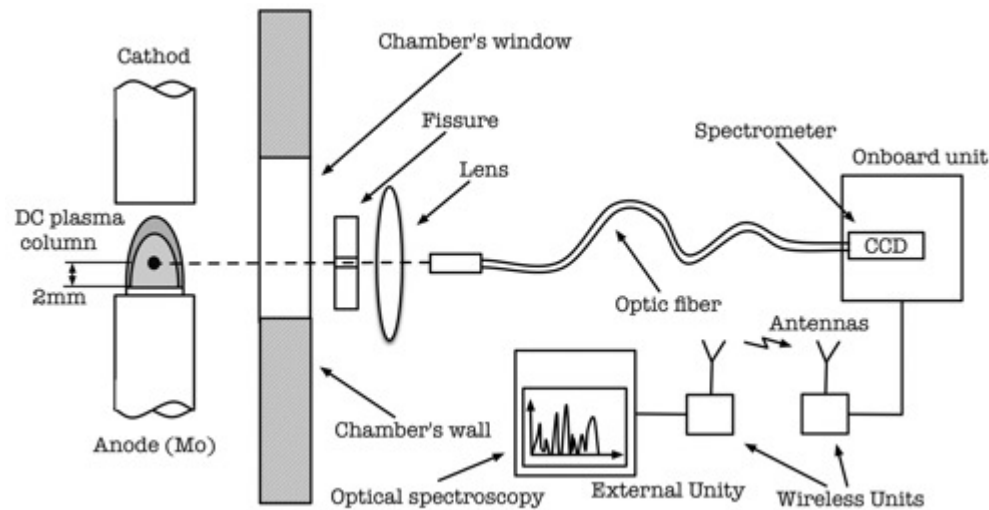 Cathod
Chamber's window
Fissure
Lens
Spectrometer
Onboard unit
DC plasma
column
CCD
2mm
Optic fiber
Antennas
Anode (Mo)
Chamber's wall
Optical spectroscopy
External Unity
Wireless Units